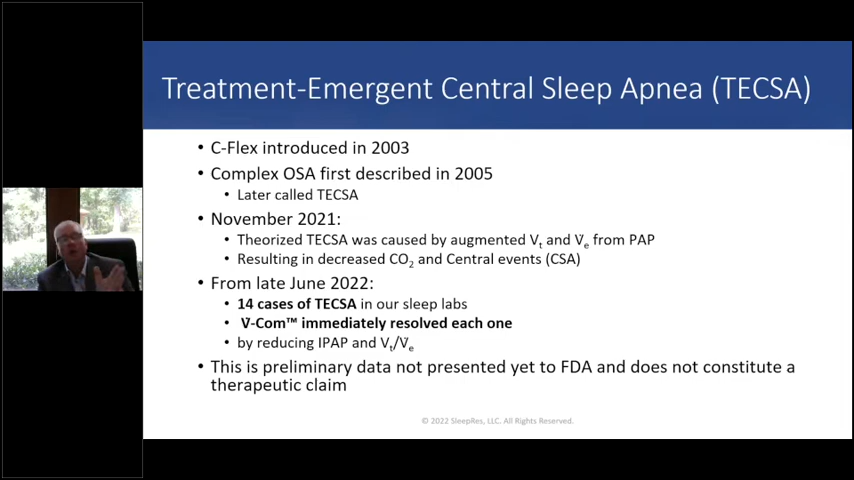 Treatment-Emergent Central Sleep Apnea (TECSA)
• C-Flex introduced in 2003
• Complex OSA first described in 2005
• Later called TECSA
• November 2021:
• Theorized TECSA was caused by augmented Vt and V̇e from PAP
• Resulting in decreased CO2 and Central events (CSA)
• From late June 2022:
• 14 cases of TECSA in our sleep labs
• V̇-Com™ immediately resolved each one
• by reducing IPAP and Vt/V̇e
• This is preliminary data not presented yet to FDA and does not constitute a
therapeutic claim
© 2022 SleepRes, LLC. All Rights Reserved.